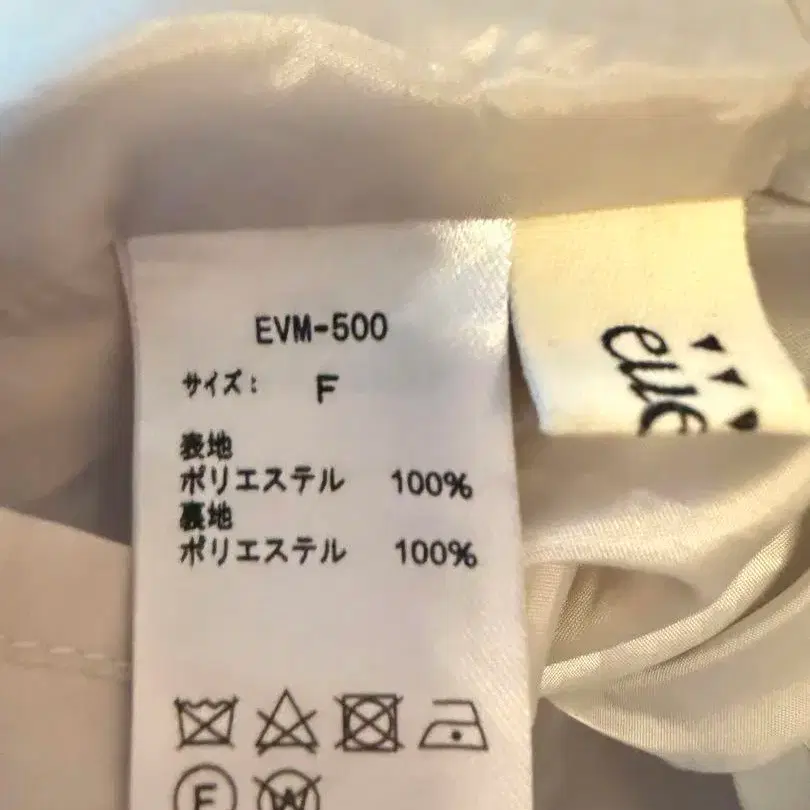 EVM-500
サイズ: F
表地
ポリエステル 100%
裏地
ポリエステル 100%
F
W